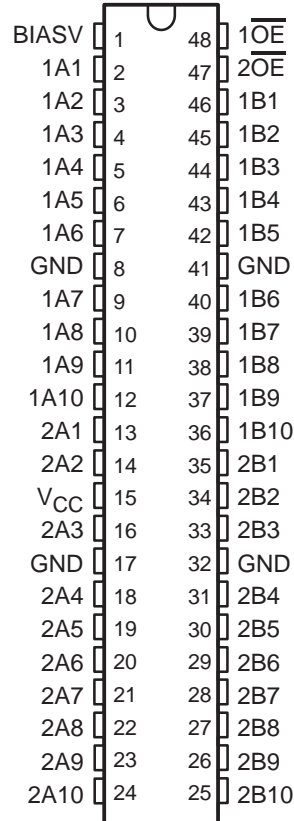 BIASV 1 48 1O̅E̅
1A1 2 47 2O̅E̅
1A2 3 46 1B1
1A3 4 45 1B2
1A4 5 44 1B3
1A5 6 43 1B4
1A6 7 42 1B5
GND 8 41 GND
1A7 9 40 1B6
1A8 10 39 1B7
1A9 11 38 1B8
1A10 12 37 1B9
2A1 13 36 1B10
2A2 14 35 2B1
VCC 15 34 2B2
2A3 16 33 2B3
GND 17 32 GND
2A4 18 31 2B4
2A5 19 30 2B5
2A6 20 29 2B6
2A7 21 28 2B7
2A8 22 27 2B8
2A9 23 26 2B9
2A10 24 25 2B10